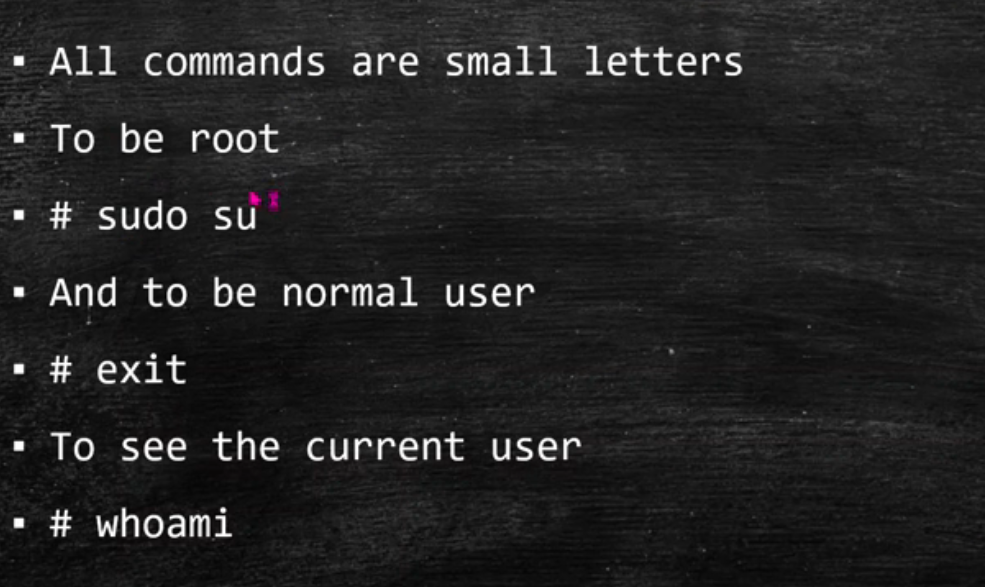 ▪ All commands are small letters
▪ To be root
▪ # sudo su
▪ And to be normal user
▪ # exit
▪ To see the current user
▪ # whoami